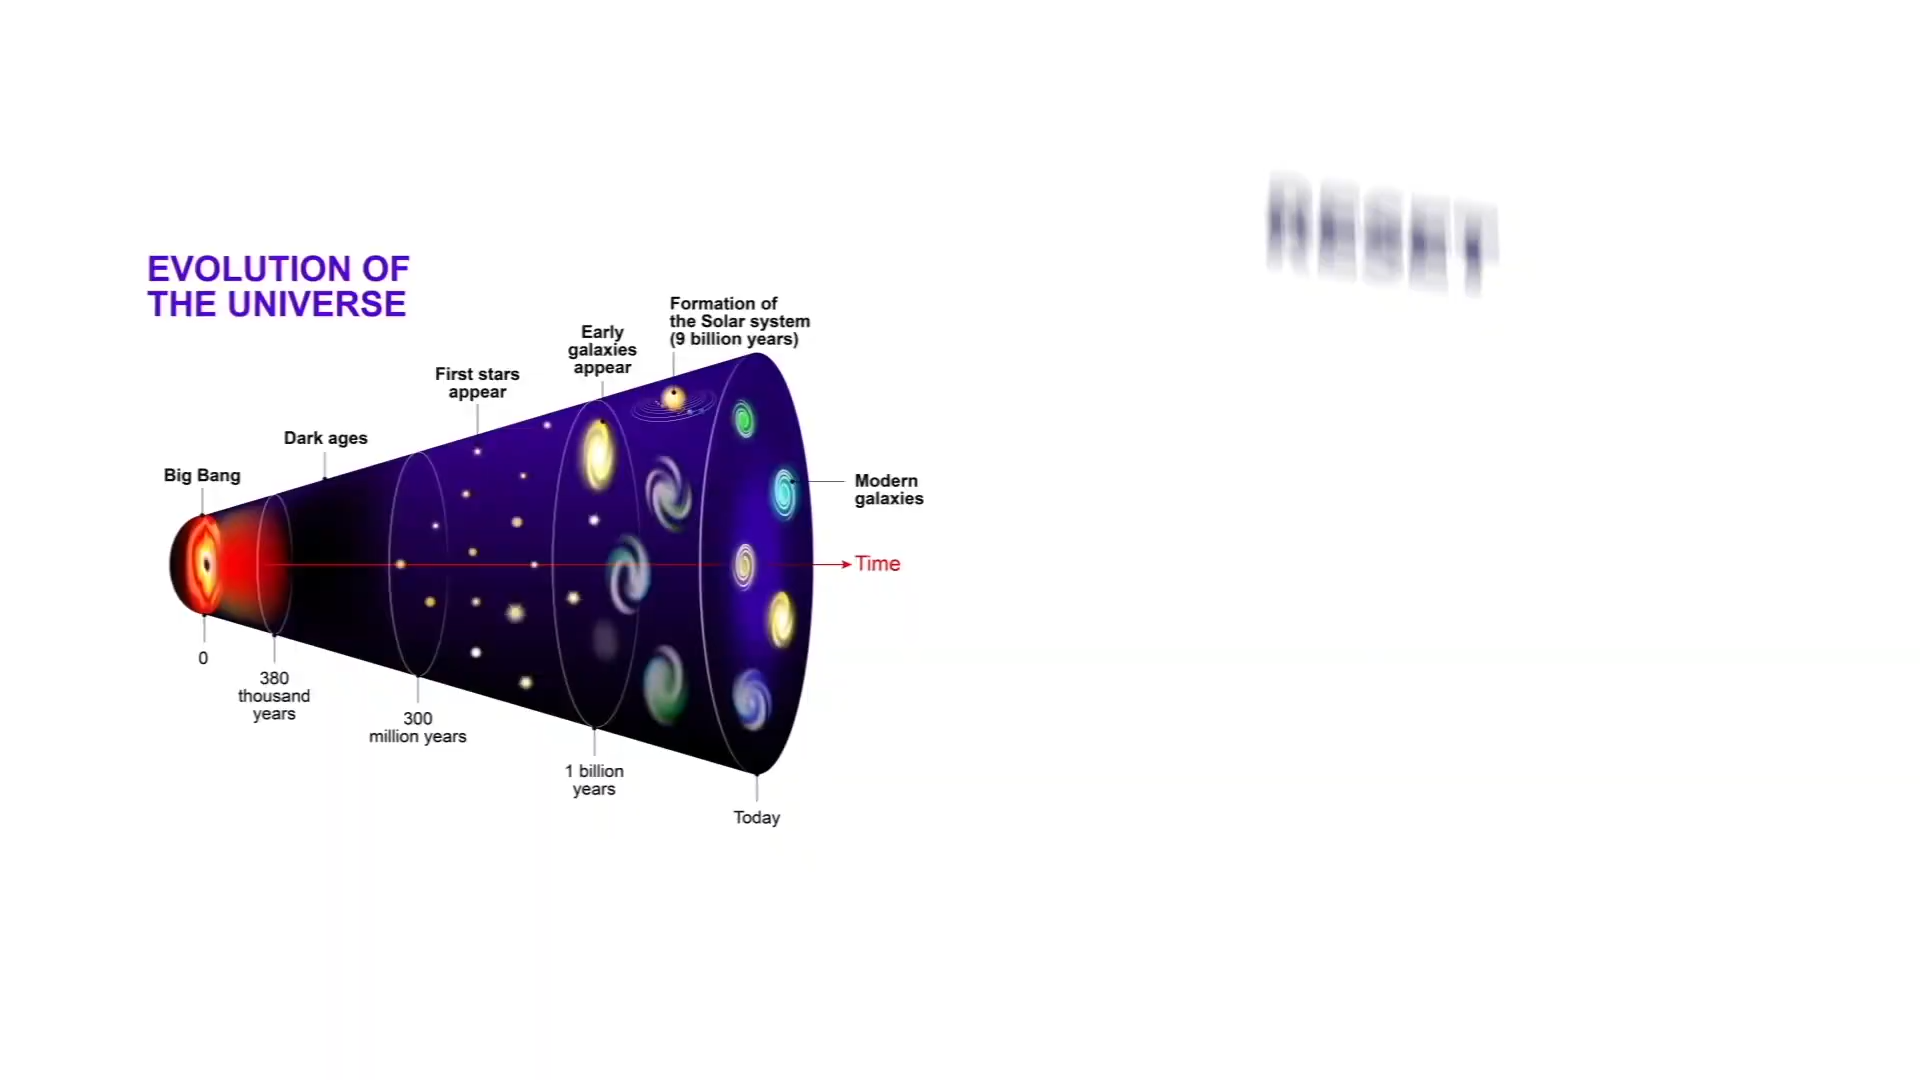 EVOLUTION OF
THE UNIVERSE
Formation of
the Solar system
(9 billion years)
Early
galaxies
appear
First stars
appear
Dark ages
Big Bang
Modern
galaxies
Time
0
380
thousand
years
300
million years
1 billion
years
Today